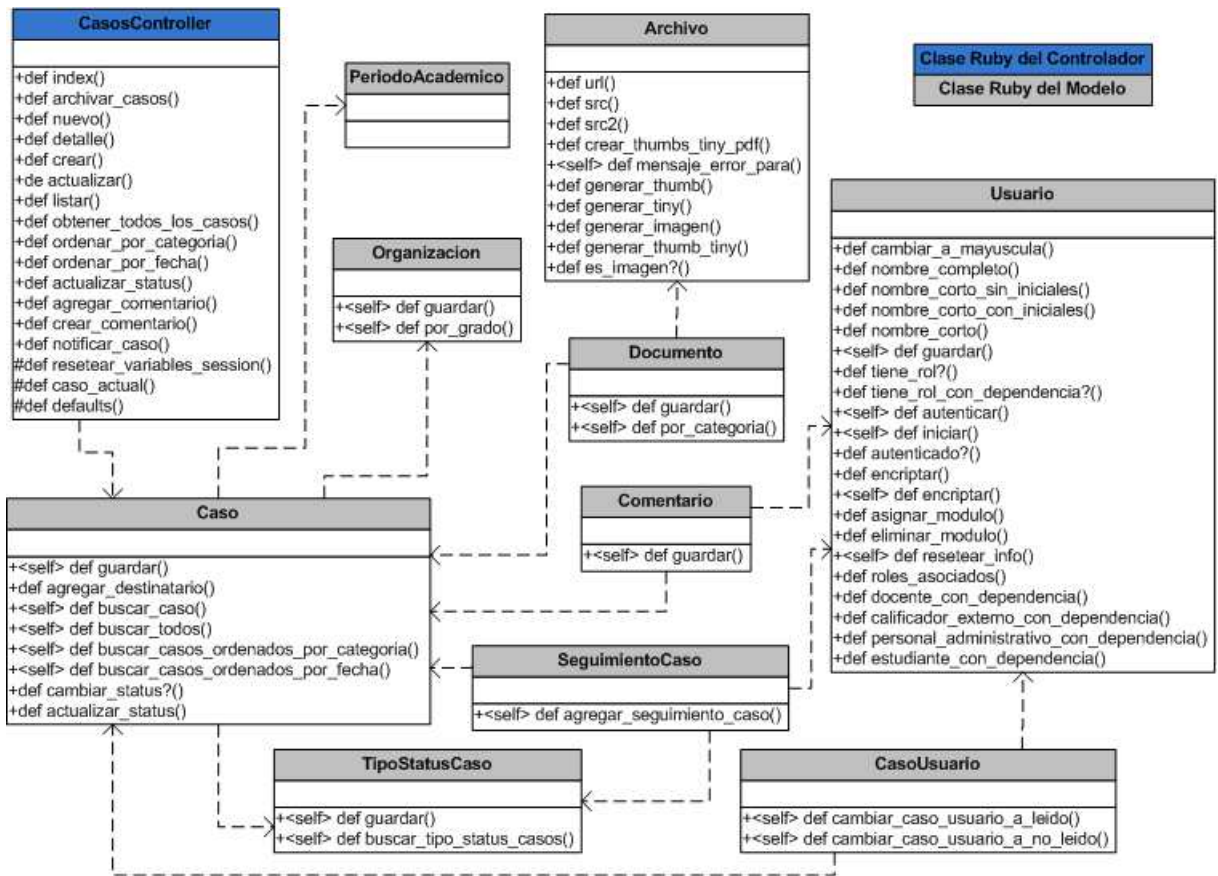 CasosController
+def index()
+def archivar_casos()
+def nuevo()
+def detalle()
+def crear()
+de actualizar()
+def listar()
+def obtener_todos_los_casos()
+def ordenar_por_categoria()
+def ordenar_por_fecha()
+def actualizar_status()
+def agregar_comentario()
+def crear_comentario()
+def notificar_caso()
#def resetear_variables_session()
#def caso_actual()
#def defaults()
PeriodoAcademico
Organizacion
+<self> def guardar()
+<self> def por_grado()
Archivo
+def url()
+def src()
+def src2()
+def crear_thumbs_tiny_pdf()
+<self> def mensaje_error_para()
+def generar_thumb()
+def generar_tiny()
+def generar_imagen()
+def generar_thumb_tiny()
+def es_imagen?()
Clase Ruby del Controlador
Clase Ruby del Modelo
Documento
+<self> def guardar()
+<self> def por_categoria()
Usuario
+def cambiar_a_mayuscula()
+def nombre_completo()
+def nombre_corto_sin_iniciales()
+def nombre_corto_con_iniciales()
+def nombre_corto()
+<self> def guardar()
+def tiene_rol?()
+def tiene_rol_con_dependencia?()
+<self> def autenticar()
+<self> def iniciar()
+def autenticado?()
+def encriptar()
+<self> def encriptar()
+def asignar_modulo()
+def eliminar_modulo()
+<self> def resetear_info()
+def roles_asociados()
+def docente_con_dependencia()
+def calificador_externo_con_dependencia()
+def personal_administrativo_con_dependencia()
+def estudiante_con_dependencia()
Comentario
+<self> def guardar()
Caso
+<self> def guardar()
+def agregar_destinatario()
+<self> def buscar_caso()
+<self> def buscar_todos()
+<self> def buscar_casos_ordenados_por_categoria()
+<self> def buscar_casos_ordenados_por_fecha()
+def cambiar_status?()
+def actualizar_status()
SeguimientoCaso
+<self> def agregar_seguimiento_caso()
TipoStatusCaso
+<self> def guardar()
+<self> def buscar_tipo_status_casos()
CasoUsuario
+<self> def cambiar_caso_usuario_a_leido()
+<self> def cambiar_caso_usuario_a_no_leido()